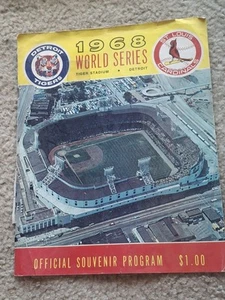 1968
WORLD SERIES
TIGER STADIUM • DETROIT
DETROIT
TIGERS
ST. LOUIS
CARDINALS
OFFICIAL SOUVENIR PROGRAM $1.00